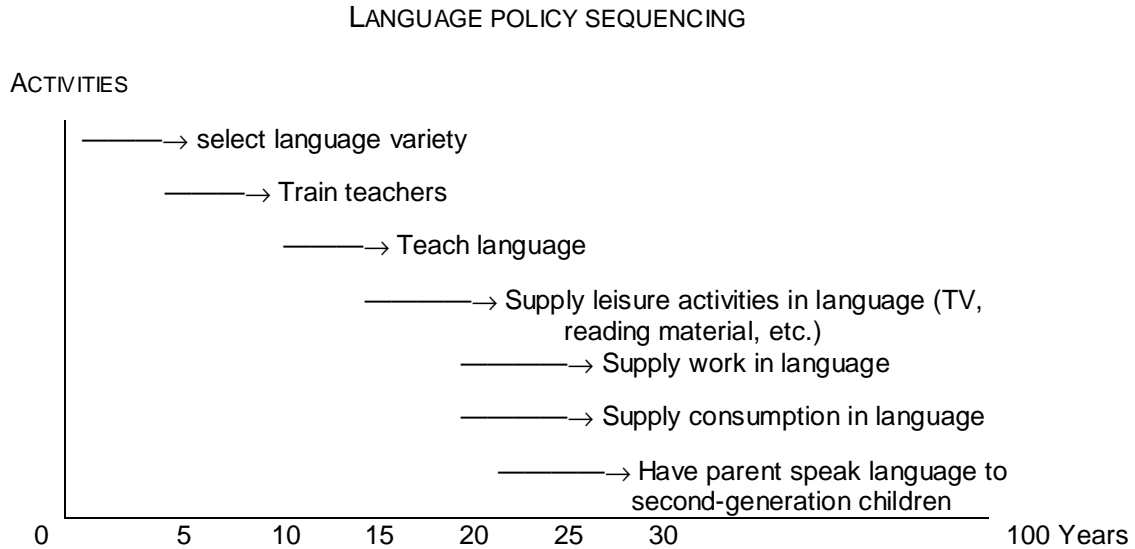 LANGUAGE POLICY SEQUENCING
ACTIVITIES
select language variety
Train teachers
Teach language
Supply leisure activities in language (TV,
reading material, etc.)
Supply work in language
Supply consumption in language
Have parent speak language to
second-generation children
0 5 10 15 20 25 30 100 Years